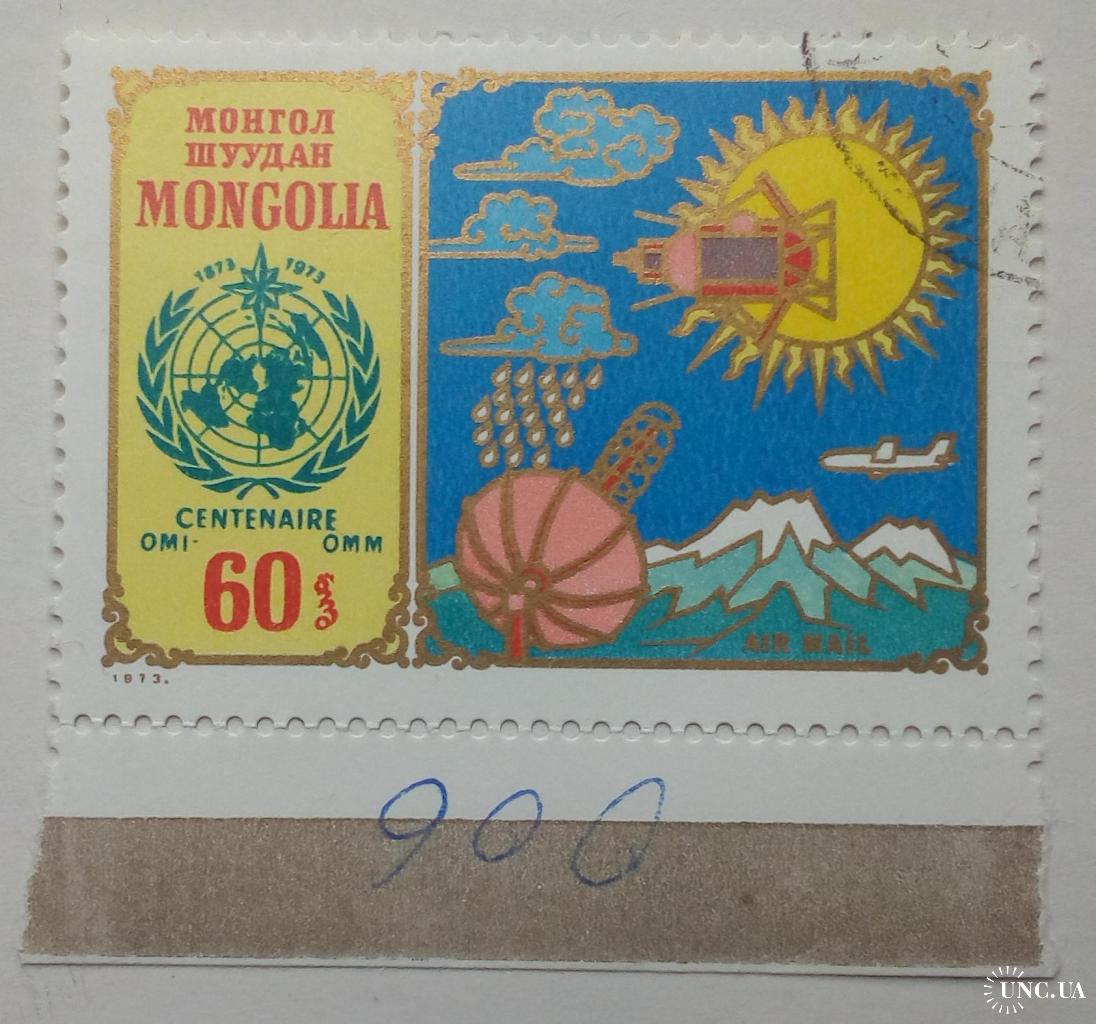 МОНГОЛ
ШУУДАН
MONGOLIA
1873 1973
CENTENAIRE
OMI- OMM
60
AIR MAIL
1973.
900
UNC.UA